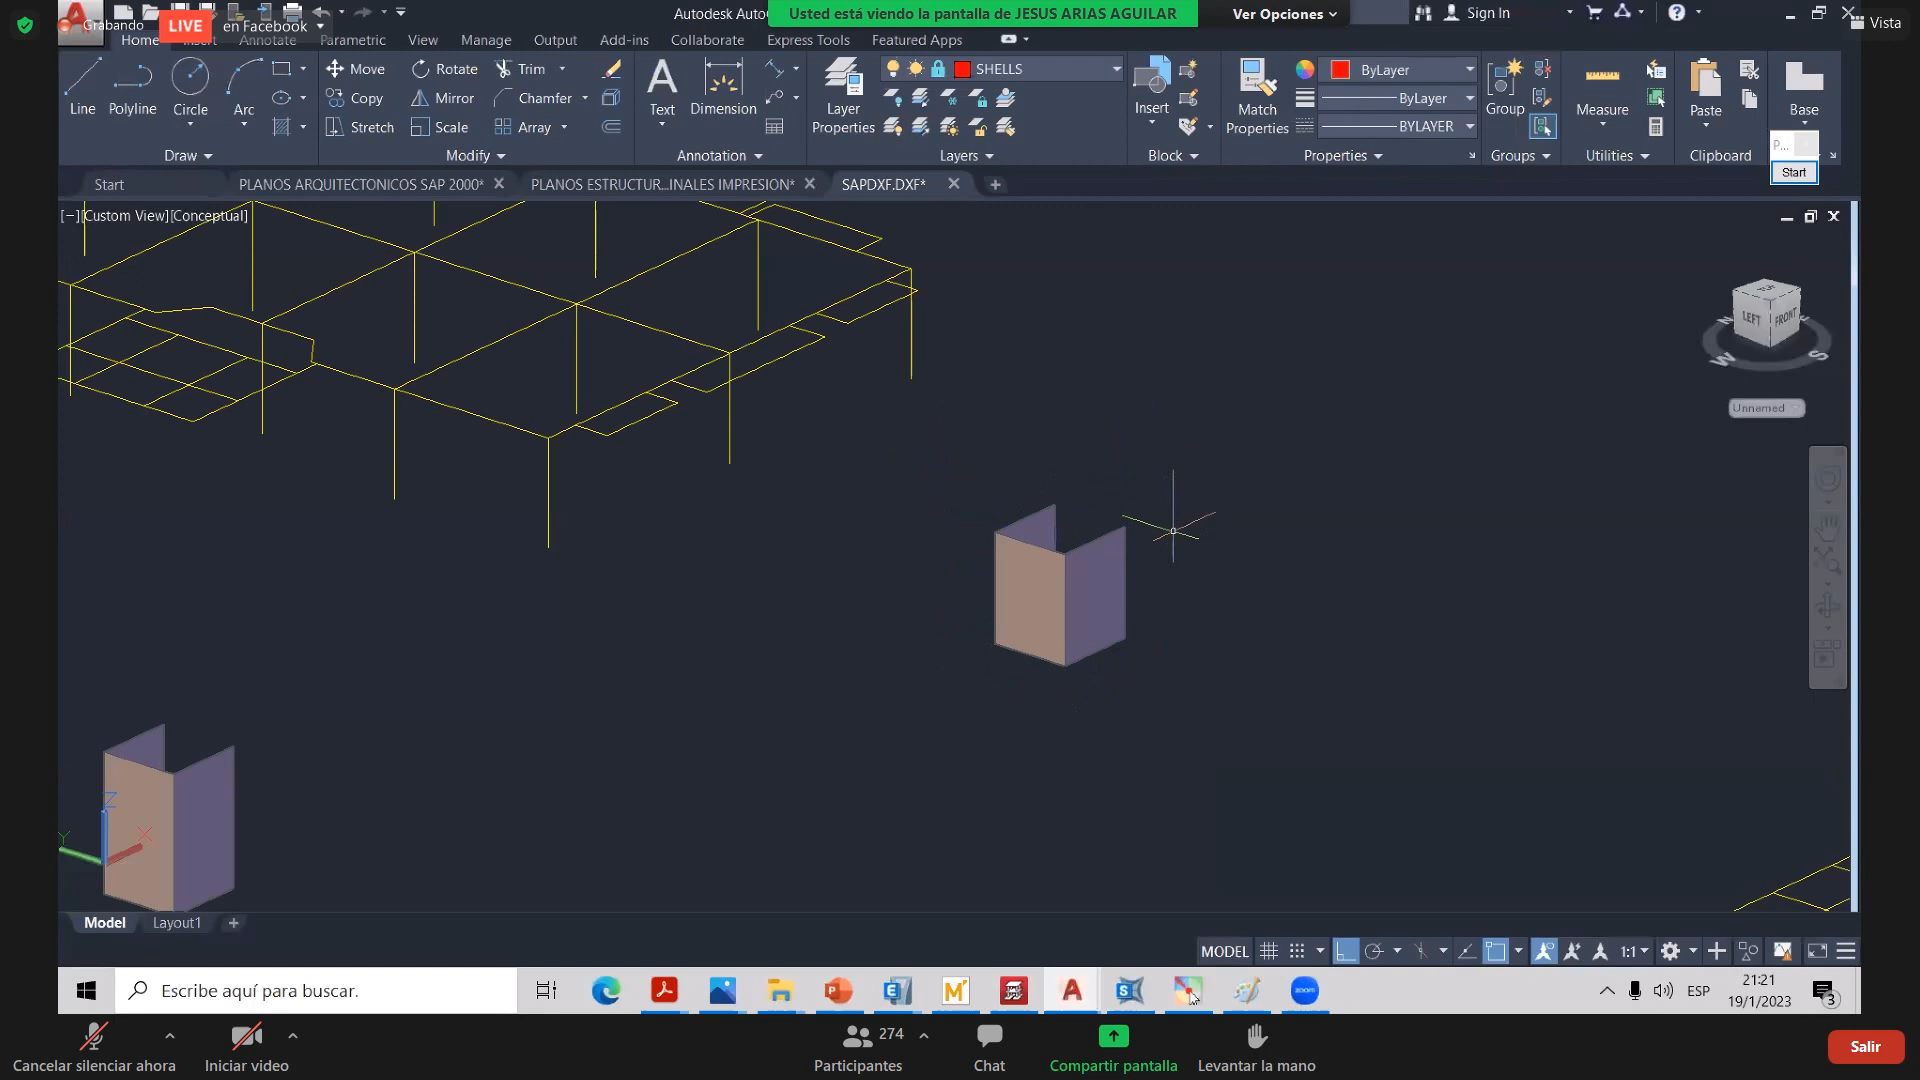 Grabando
LIVE
en Facebook
Autodesk Auto
Usted está viendo la pantalla de JESUS ARIAS AGUILAR
Ver Opciones
Sign In
Vista
Home
Insert
Annotate
Parametric
View
Manage
Output
Add-ins
Collaborate
Express Tools
Featured Apps
Line
Polyline
Circle
Arc
Draw
Move
Rotate
Trim
Copy
Mirror
Chamfer
Stretch
Scale
Array
Modify
Text
Dimension
Annotation
Layer
Properties
SHELLS
Layers
Insert
Block
Match
Properties
ByLayer
ByLayer
BYLAYER
Properties
Group
Groups
Measure
Utilities
Paste
Clipboard
Base
P...
Start
Start
PLANOS ARQUITECTONICOS SAP 2000*
PLANOS ESTRUCTUR...INALES IMPRESION*
SAPDXF.DXF*
[−][Custom View][Conceptual]
TOP
LEFT
FRONT
W
S
Unnamed
Z
Y
X
Model
Layout1
MODEL
1:1
Escribe aquí para buscar.
ESP
21:21
19/1/2023
3
Cancelar silenciar ahora
Iniciar video
274
Participantes
Chat
Compartir pantalla
Levantar la mano
Salir